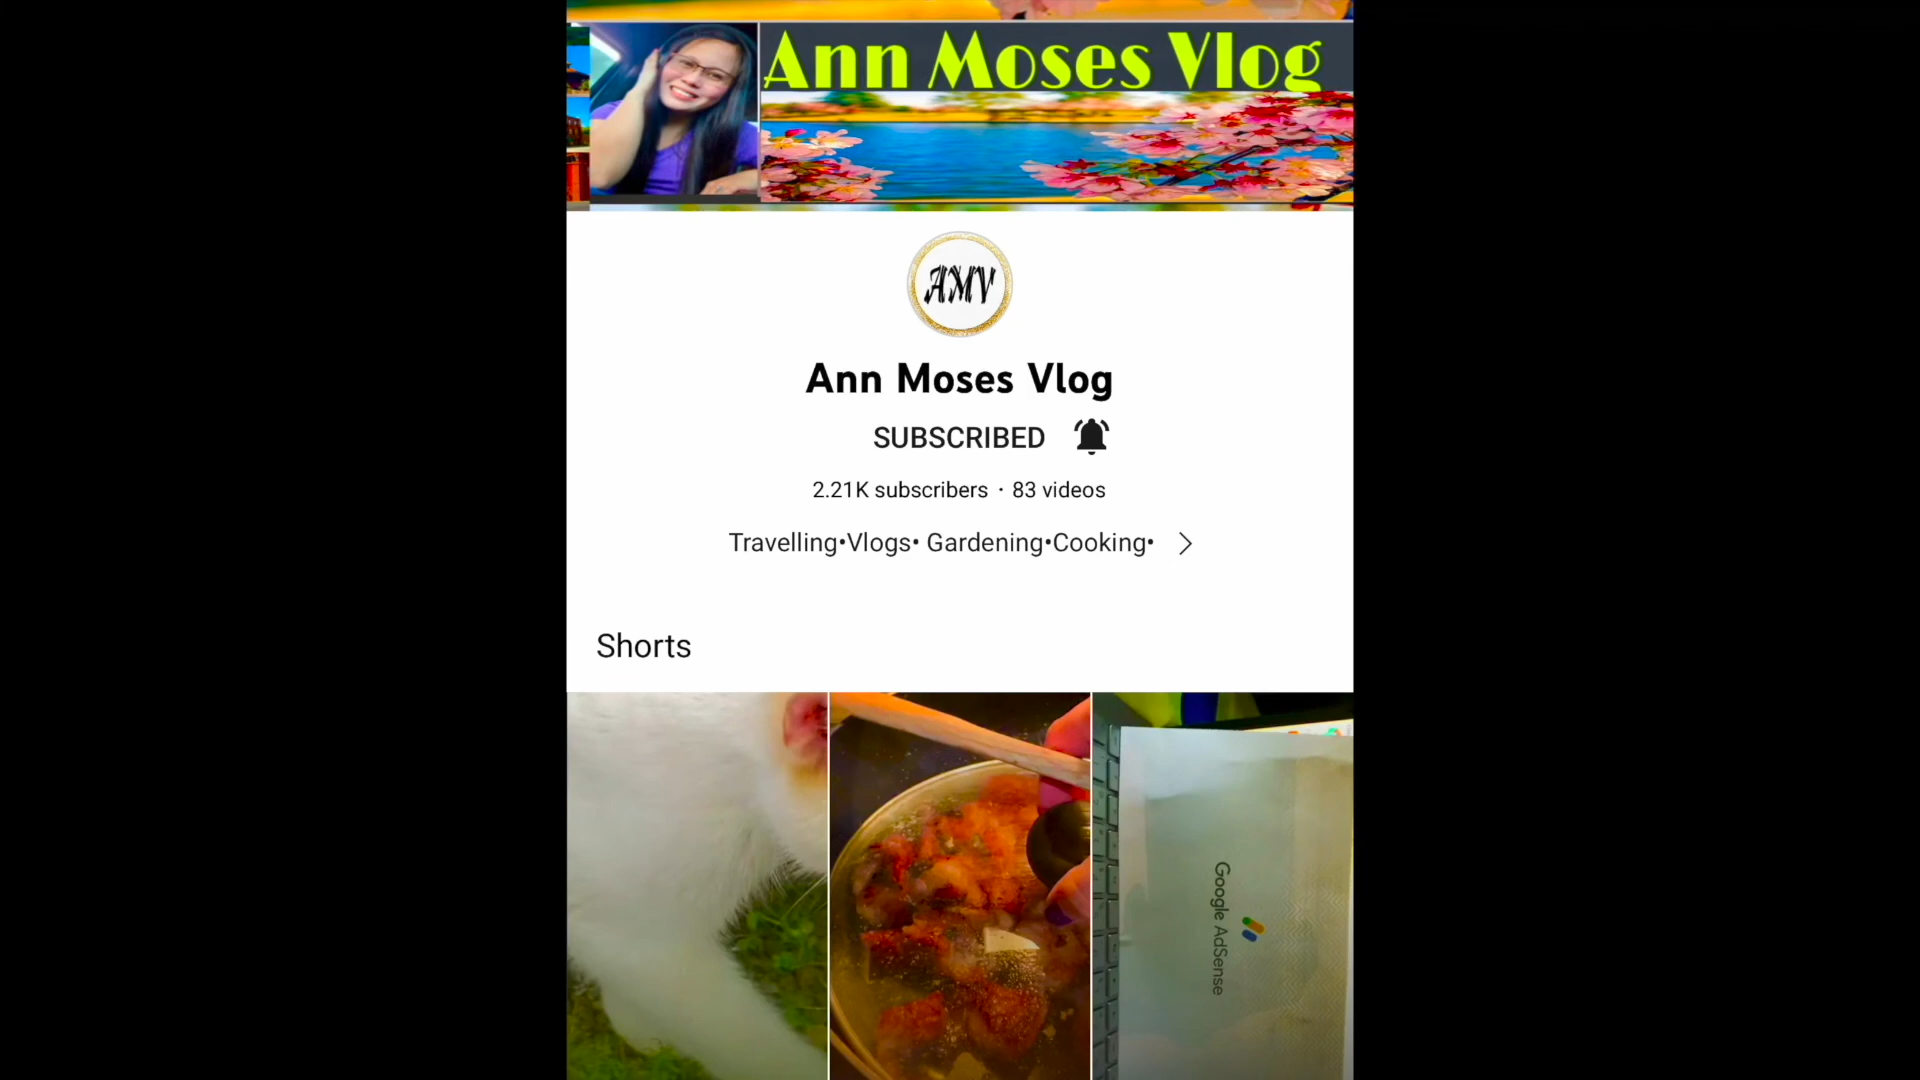 Ann Moses Vlog
AMV
Ann Moses Vlog
SUBSCRIBED
2.21K subscribers · 83 videos
Travelling•Vlogs• Gardening•Cooking•
Shorts
Google AdSense